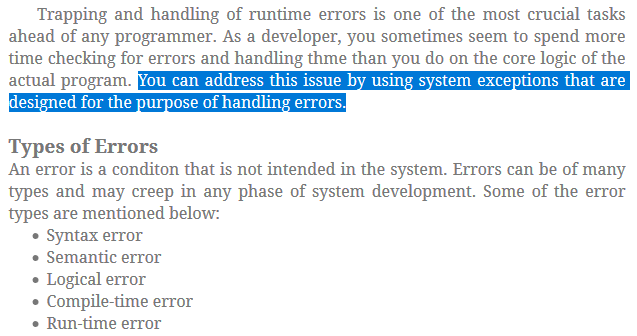 Trapping and handling of runtime errors is one of the most crucial tasks
ahead of any programmer. As a developer, you sometimes seem to spend more
time checking for errors and handling thme than you do on the core logic of the
actual program. You can address this issue by using system exceptions that are
designed for the purpose of handling errors.
Types of Errors
An error is a conditon that is not intended in the system. Errors can be of many
types and may creep in any phase of system development. Some of the error
types are mentioned below:
• Syntax error
• Semantic error
• Logical error
• Compile-time error
• Run-time error